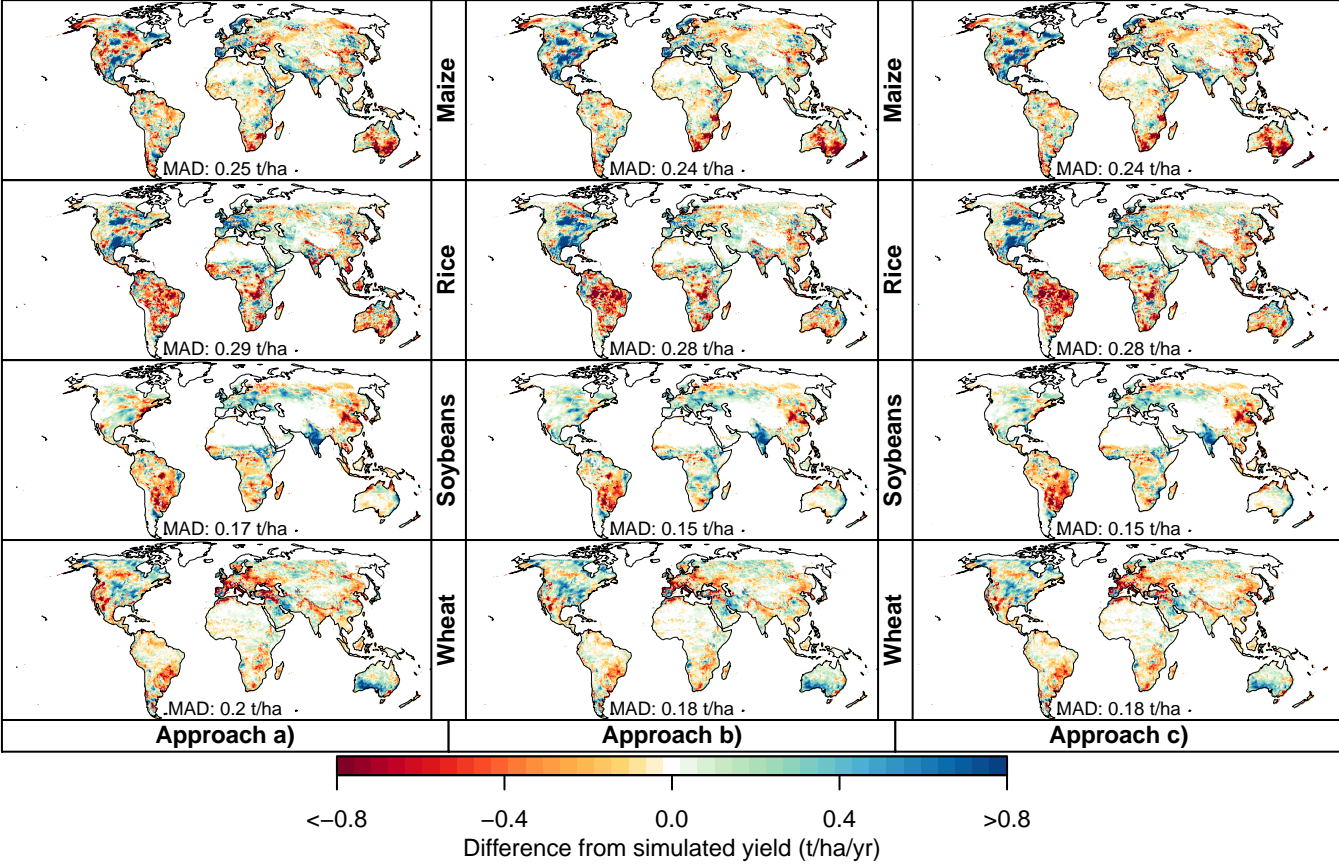 MAD: 0.25 t/ha
Maize
MAD: 0.24 t/ha
Maize
MAD: 0.24 t/ha
MAD: 0.29 t/ha
Rice
MAD: 0.28 t/ha
Rice
MAD: 0.28 t/ha
MAD: 0.17 t/ha
Soybeans
MAD: 0.15 t/ha
Soybeans
MAD: 0.15 t/ha
MAD: 0.2 t/ha
Wheat
MAD: 0.18 t/ha
Wheat
MAD: 0.18 t/ha
Approach a)
Approach b)
Approach c)
<−0.8 −0.4 0.0 0.4 >0.8
Difference from simulated yield (t/ha/yr)